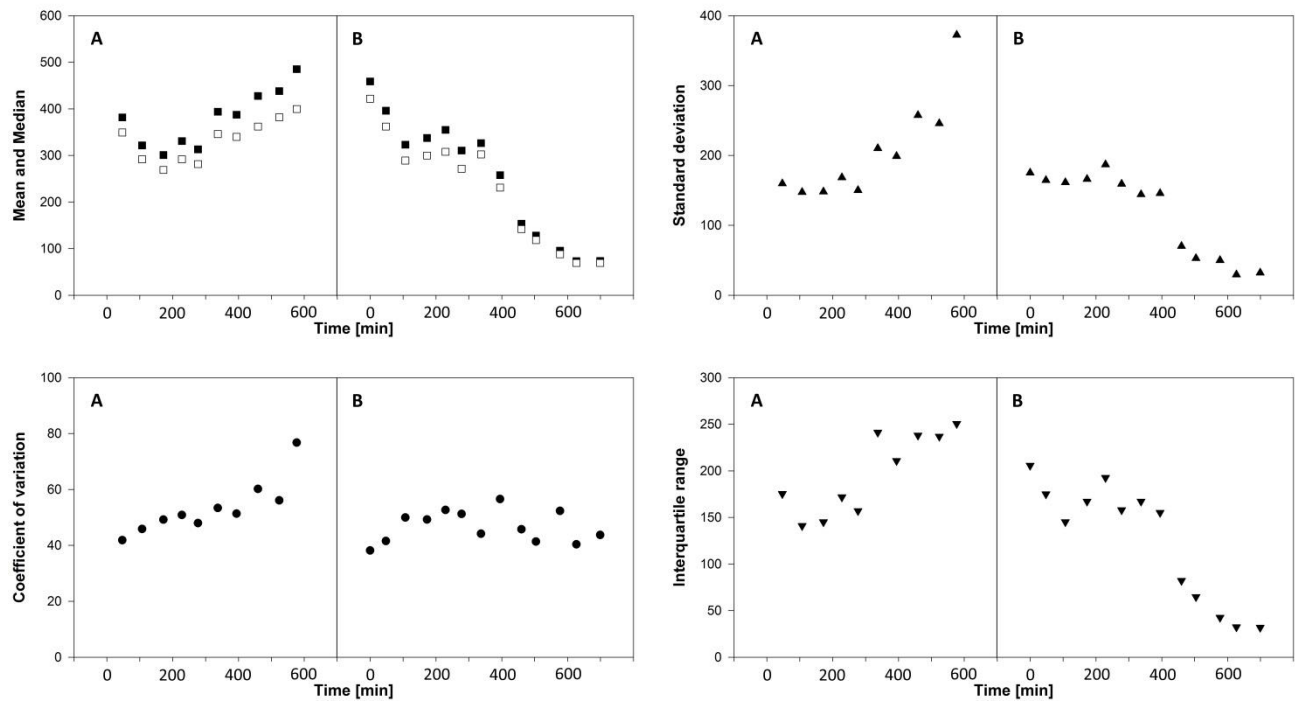 Mean and Median
600
500
400
300
200
100
0
A
B
0 200 400 600 0 200 400 600
Time [min]
Standard deviation
400
300
200
100
0
A
B
0 200 400 600 0 200 400 600
Time [min]
Coefficient of variation
100
80
60
40
20
0
A
B
0 200 400 600 0 200 400 600
Time [min]
Interquartile range
300
250
200
150
100
50
0
A
B
0 200 400 600 0 200 400 600
Time [min]